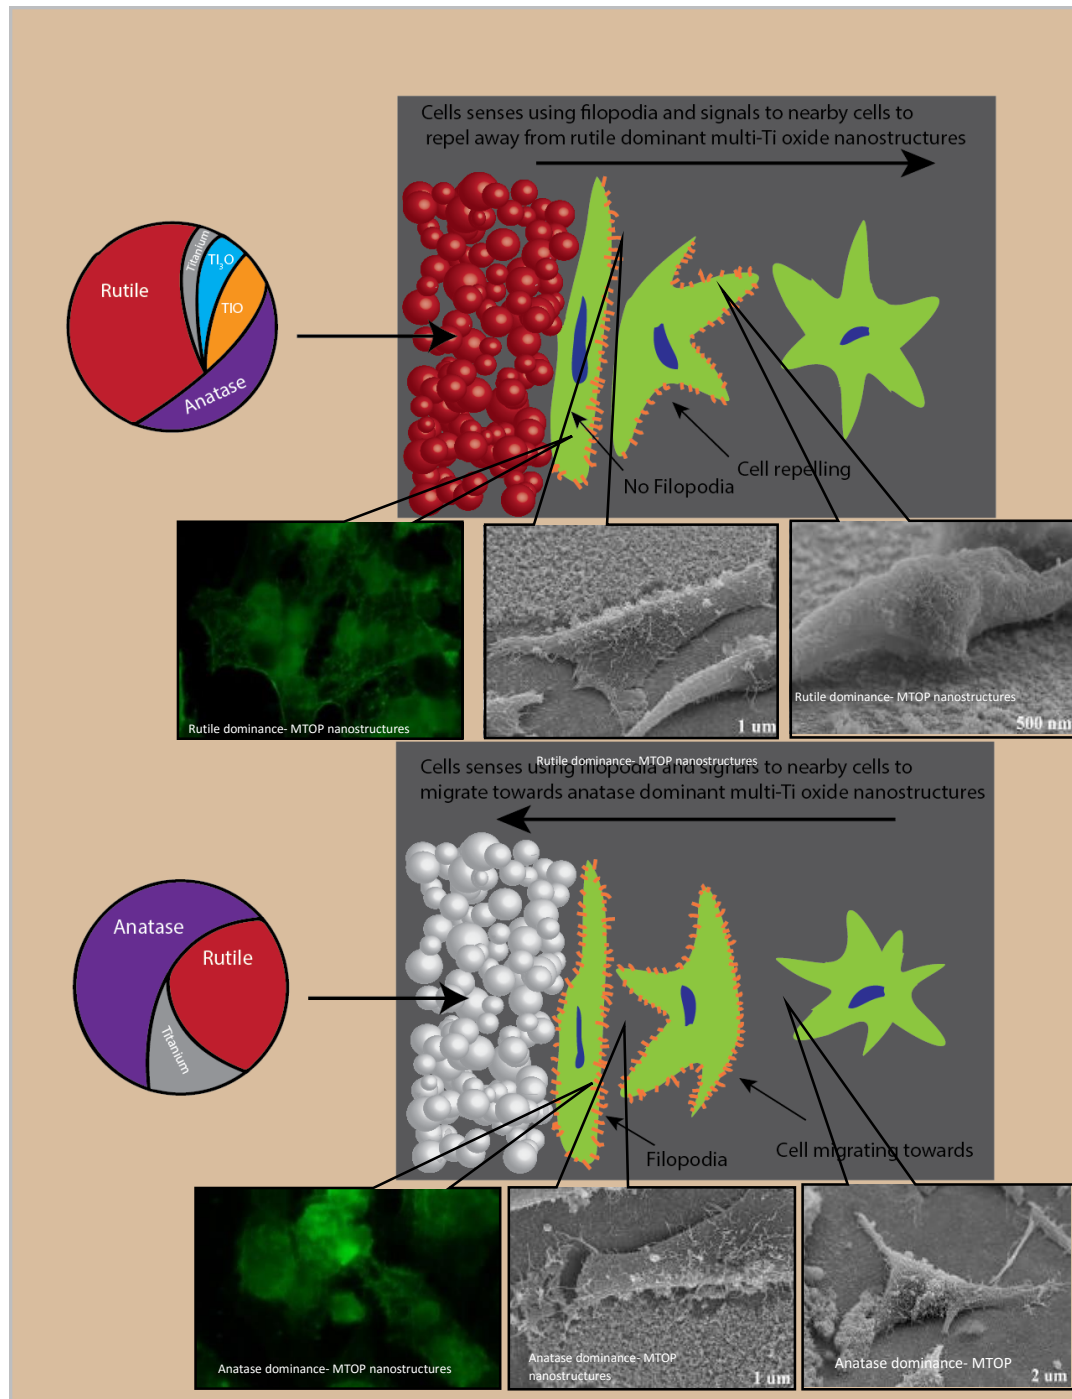 Cells senses using filopodia and signals to nearby cells to
repel away from rutile dominant multi-Ti oxide nanostructures
Rutile
Titanium
TI3O
TIO
Anatase
Cell repelling
No Filopodia
Rutile dominance- MTOP nanostructures
1 um
Rutile dominance- MTOP nanostructures
500 nm
Rutile dominance- MTOP nanostructures
Cells senses using filopodia and signals to nearby cells to
migrate towards anatase dominant multi-Ti oxide nanostructures
Anatase
Rutile
Titanium
Filopodia
Cell migrating towards
Anatase dominance- MTOP nanostructures
Anatase dominance- MTOP
nanostructures
1 um
Anatase dominance- MTOP
2 um